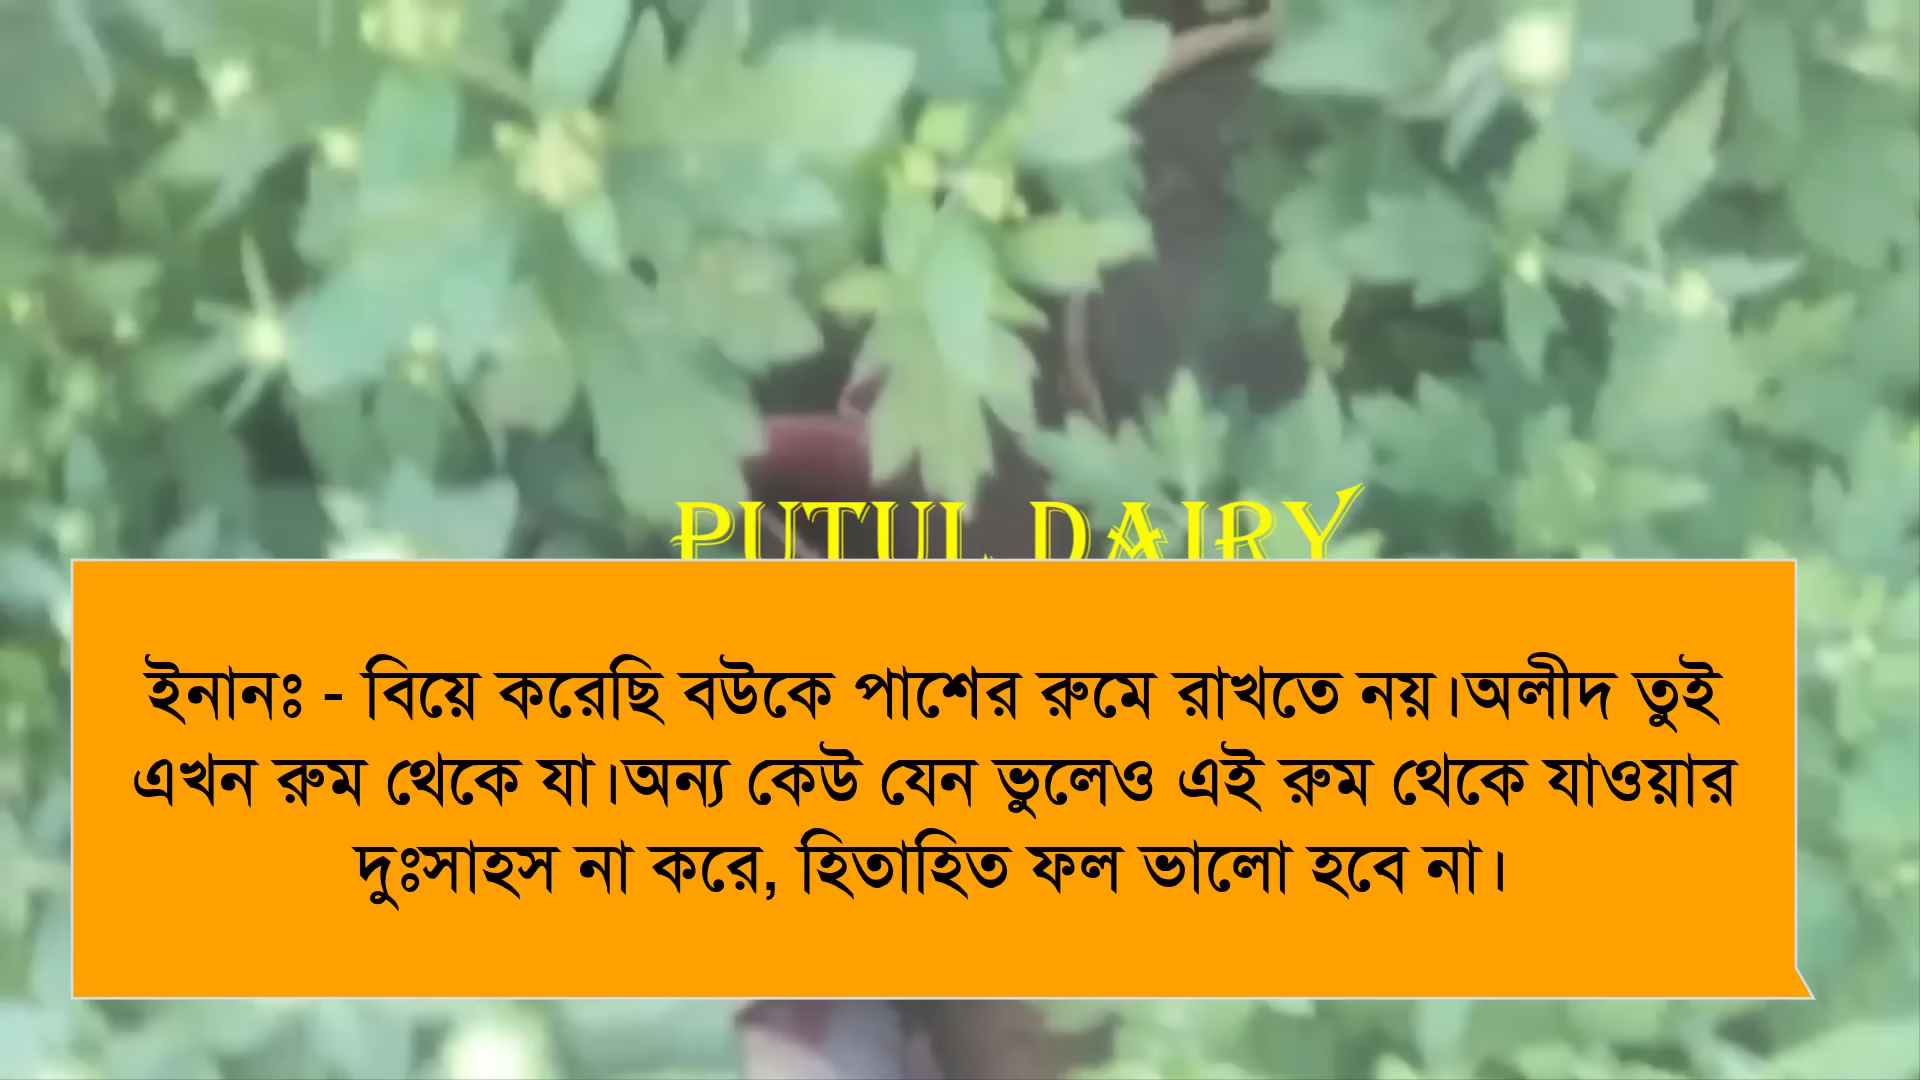 PUTUL DAIRY
ইনানঃ - বিয়ে করেছি বউকে পাশের রুমে রাখতে নয়।অলীদ তুই
এখন রুম থেকে যা।অন্য কেউ যেন ভুলেও এই রুম থেকে যাওয়ার
দুঃসাহস না করে, হিতাহিত ফল ভালো হবে না।